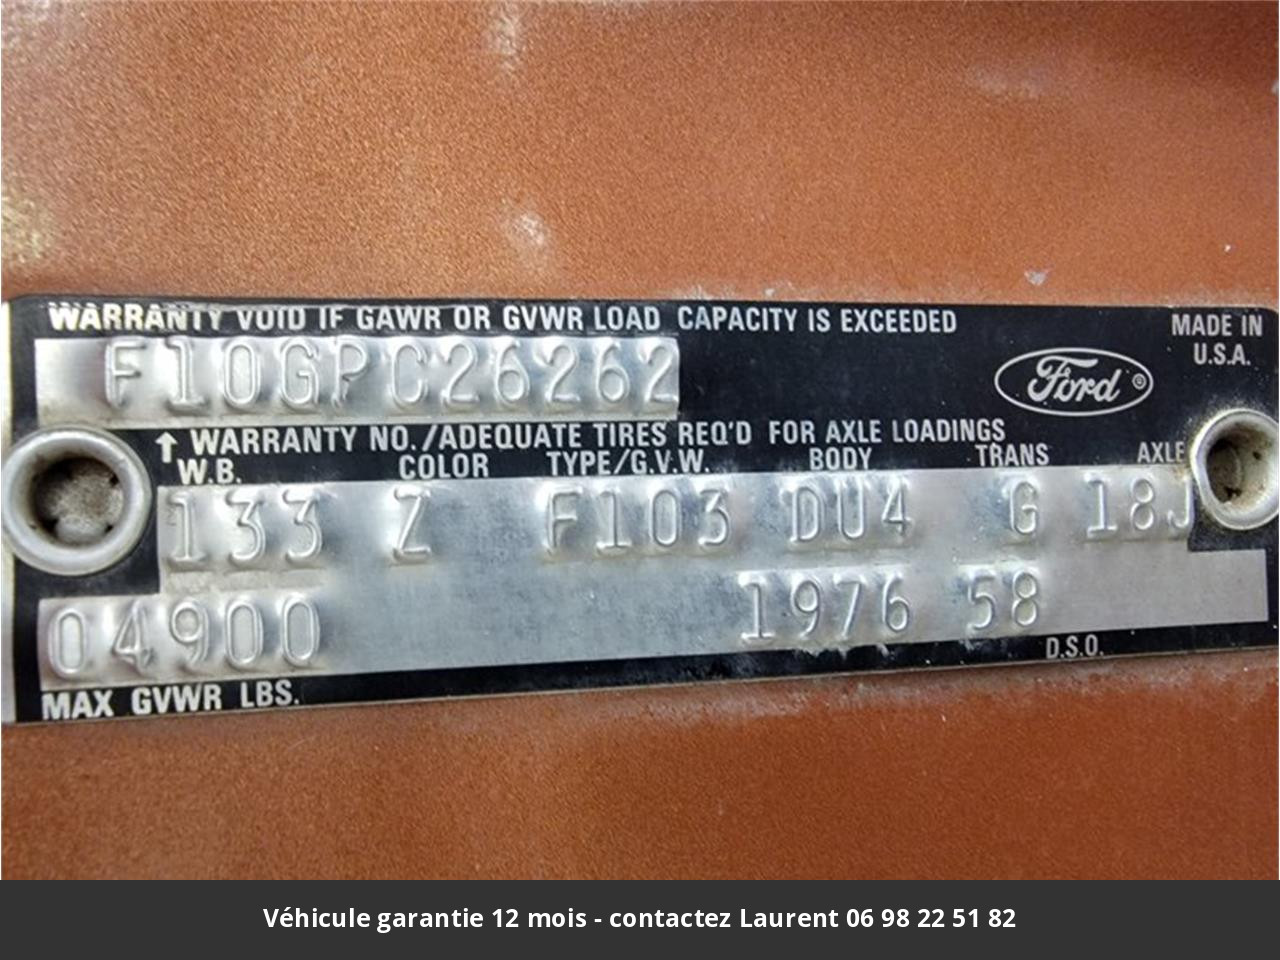 WARRANTY VOID IF GAWR OR GVWR LOAD CAPACITY IS EXCEEDED
MADE IN
U.S.A.
F10GPC26262
Ford ®
↑ WARRANTY NO./ADEQUATE TIRES REQ'D FOR AXLE LOADINGS
W.B. COLOR TYPE/G.V.W. BODY TRANS AXLE
133 Z F103 DU4 G 18J
04900 1976 58
D.S.O.
MAX GVWR LBS.
Véhicule garantie 12 mois - contactez Laurent 06 98 22 51 82